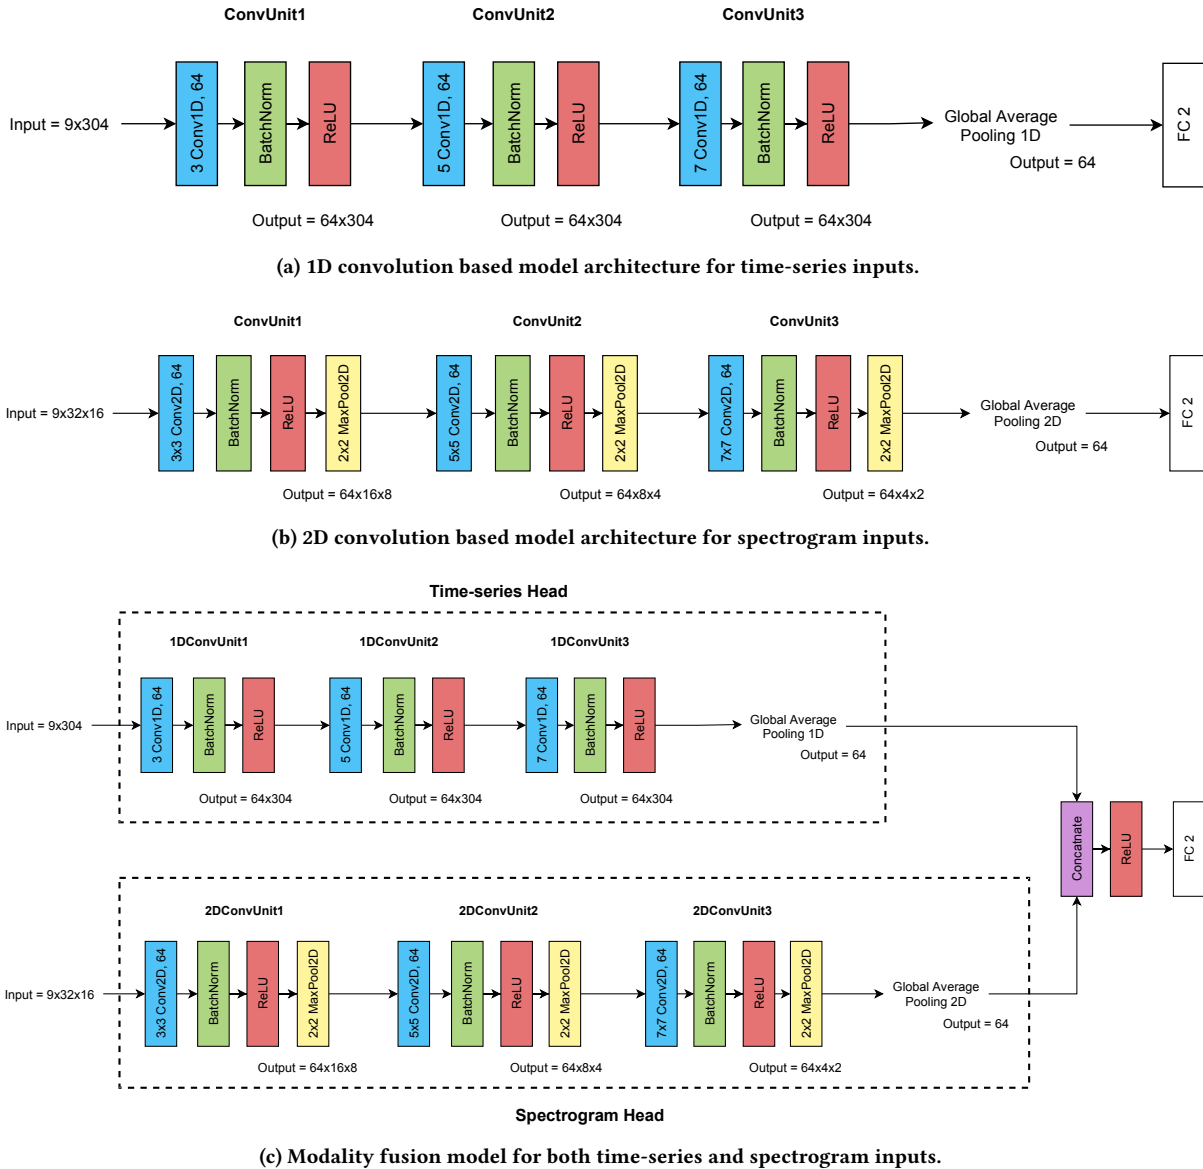 ConvUnit1
ConvUnit2
ConvUnit3
Input = 9x304
3 Conv1D, 64
BatchNorm
ReLU
5 Conv1D, 64
BatchNorm
ReLU
7 Conv1D, 64
BatchNorm
ReLU
Global Average
Pooling 1D
Output = 64
FC 2
Output = 64x304
Output = 64x304
Output = 64x304
(a) 1D convolution based model architecture for time-series inputs.
ConvUnit1
ConvUnit2
ConvUnit3
Input = 9x32x16
3x3 Conv2D, 64
BatchNorm
ReLU
2x2 MaxPool2D
5x5 Conv2D, 64
BatchNorm
ReLU
2x2 MaxPool2D
7x7 Conv2D, 64
BatchNorm
ReLU
2x2 MaxPool2D
Global Average
Pooling 2D
Output = 64
FC 2
Output = 64x16x8
Output = 64x8x4
Output = 64x4x2
(b) 2D convolution based model architecture for spectrogram inputs.
Time-series Head
1DConvUnit1
1DConvUnit2
1DConvUnit3
Input = 9x304
3 Conv1D, 64
BatchNorm
ReLU
5 Conv1D, 64
BatchNorm
ReLU
7 Conv1D, 64
BatchNorm
ReLU
Global Average
Pooling 1D
Output = 64
Output = 64x304
Output = 64x304
Output = 64x304
Concatnate
ReLU
FC 2
2DConvUnit1
2DConvUnit2
2DConvUnit3
Input = 9x32x16
3x3 Conv2D, 64
BatchNorm
ReLU
2x2 MaxPool2D
5x5 Conv2D, 64
BatchNorm
ReLU
2x2 MaxPool2D
7x7 Conv2D, 64
BatchNorm
ReLU
2x2 MaxPool2D
Global Average
Pooling 2D
Output = 64
Output = 64x16x8
Output = 64x8x4
Output = 64x4x2
Spectrogram Head
(c) Modality fusion model for both time-series and spectrogram inputs.